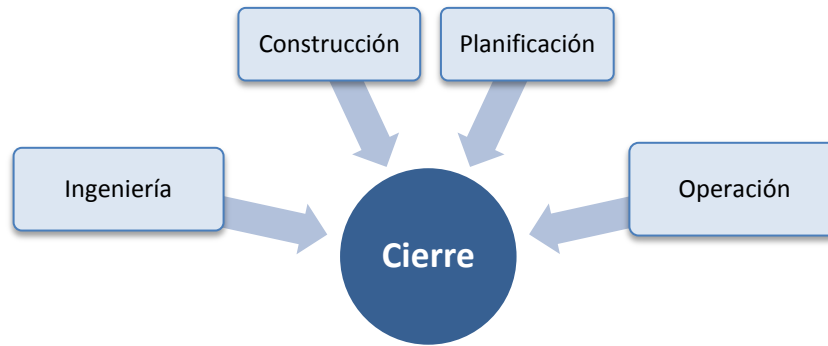 Construcción
Planificación
Ingeniería
Operación
Cierre